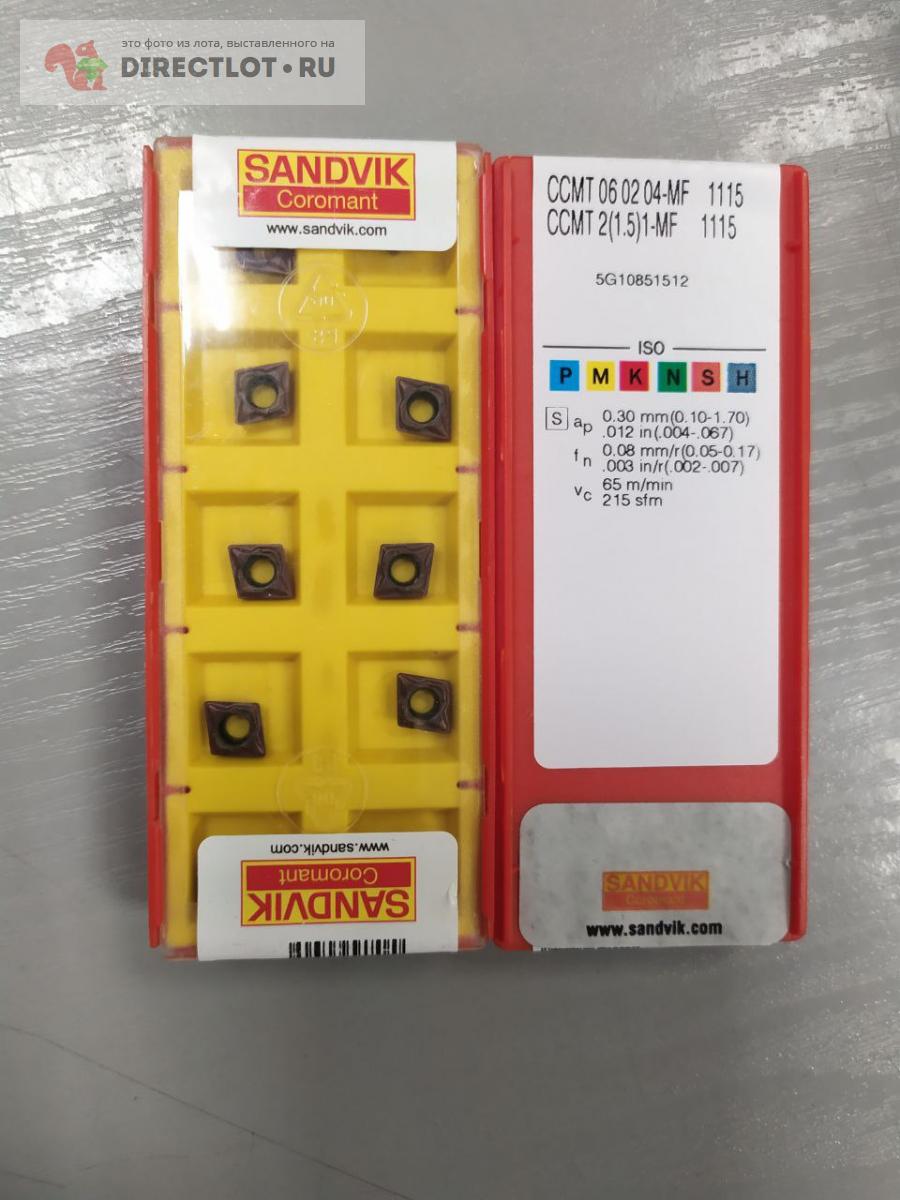 это фото из лота, выставленного на
DIRECTLOT.RU
SANDVIK
Coromant
www.sandvik.com
www.sandvik.com
Coromant
SANDVIK
CCMT 06 02 04-MF 1115
CCMT 2(1.5)1-MF 1115
5G10851512
ISO
P M K N S H
S ap 0.30 mm(0.10-1.70)
.012 in(.004-.067)
fn 0.08 mm/r(0.05-0.17)
.003 in/r(.002-.007)
vc 65 m/min
215 sfm
SANDVIK
Coromant
www.sandvik.com